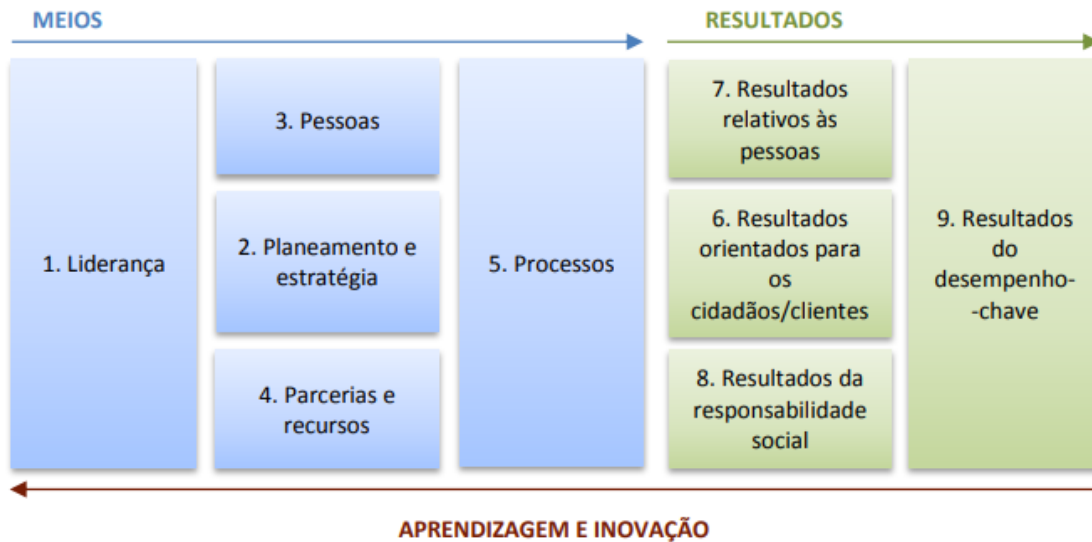 MEIOS
RESULTADOS
1. Liderança
3. Pessoas
2. Planeamento e
estratégia
4. Parcerias e
recursos
5. Processos
7. Resultados
relativos às
pessoas
6. Resultados
orientados para
os
cidadãos/clientes
8. Resultados da
responsabilidade
social
9. Resultados
do
desempenho-
-chave
APRENDIZAGEM E INOVAÇÃO